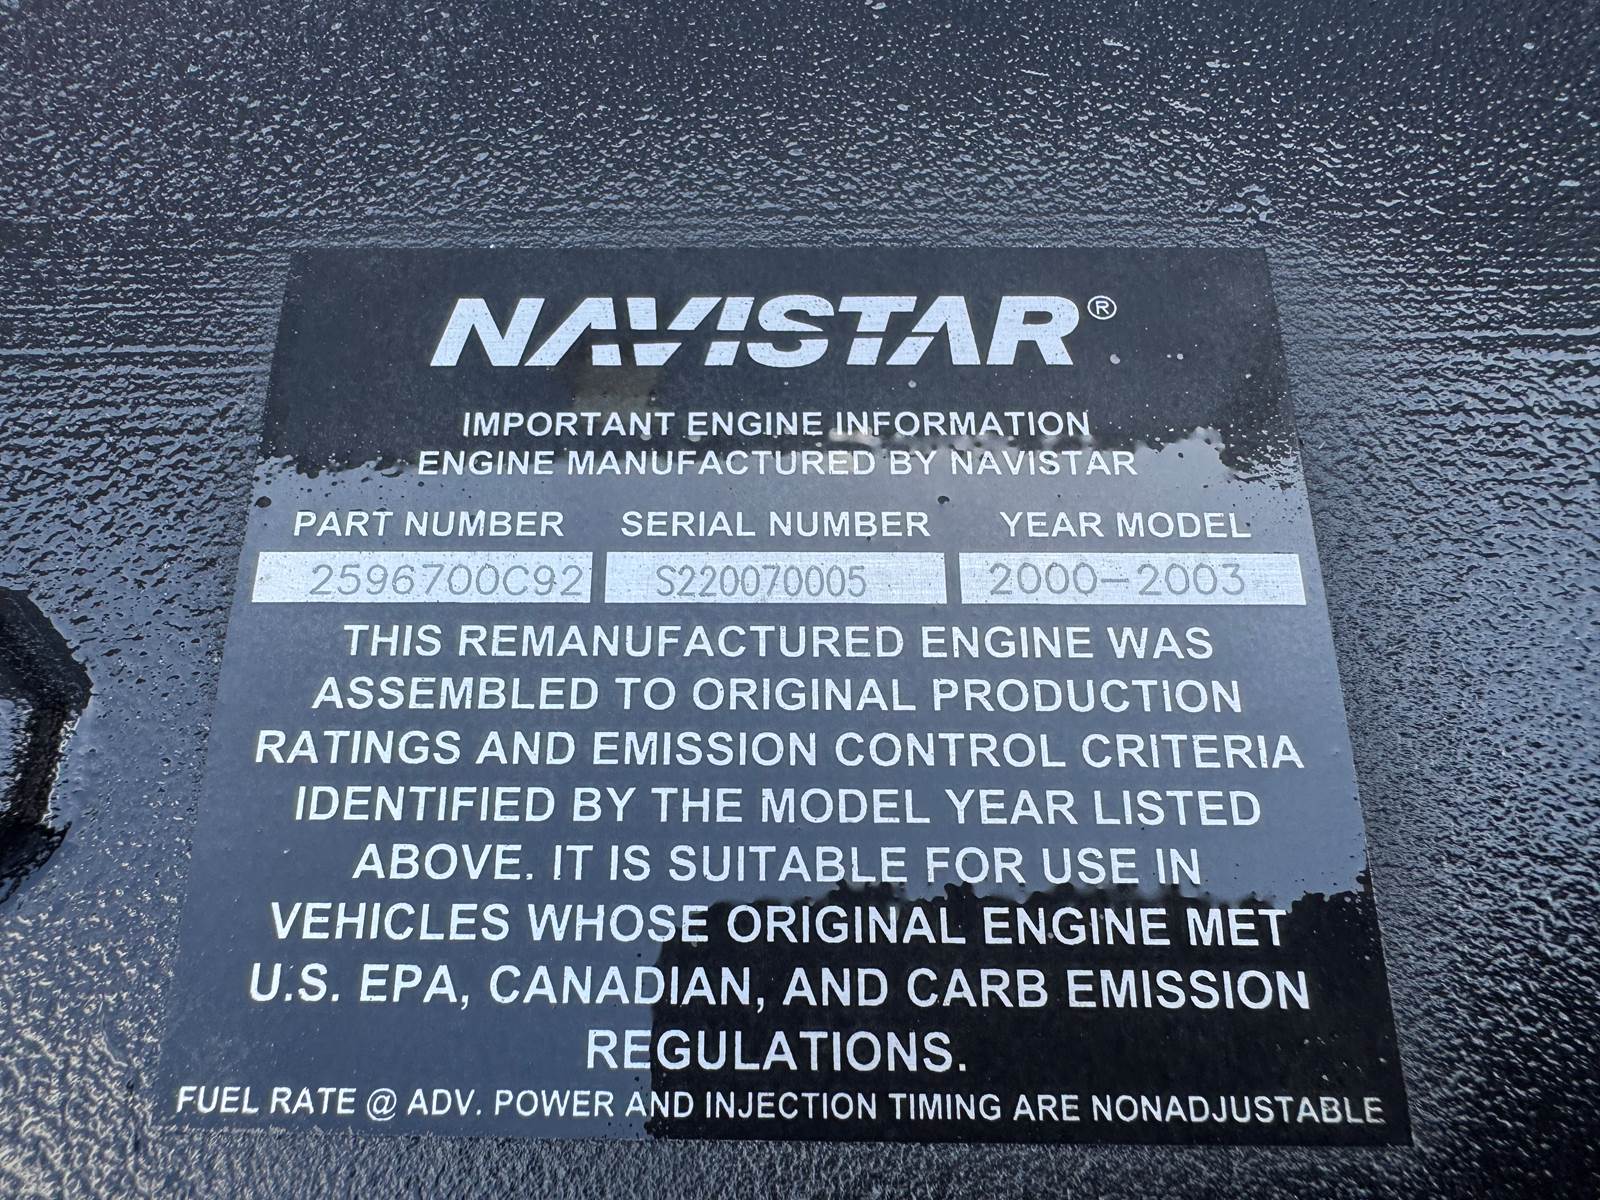 NAVISTAR®
IMPORTANT ENGINE INFORMATION
ENGINE MANUFACTURED BY NAVISTAR
PART NUMBER SERIAL NUMBER YEAR MODEL
2596700C92 S220070005 2000-2003
THIS REMANUFACTURED ENGINE WAS
ASSEMBLED TO ORIGINAL PRODUCTION
RATINGS AND EMISSION CONTROL CRITERIA
IDENTIFIED BY THE MODEL YEAR LISTED
ABOVE. IT IS SUITABLE FOR USE IN
VEHICLES WHOSE ORIGINAL ENGINE MET
U.S. EPA, CANADIAN, AND CARB EMISSION
REGULATIONS.
FUEL RATE @ ADV. POWER AND INJECTION TIMING ARE NONADJUSTABLE